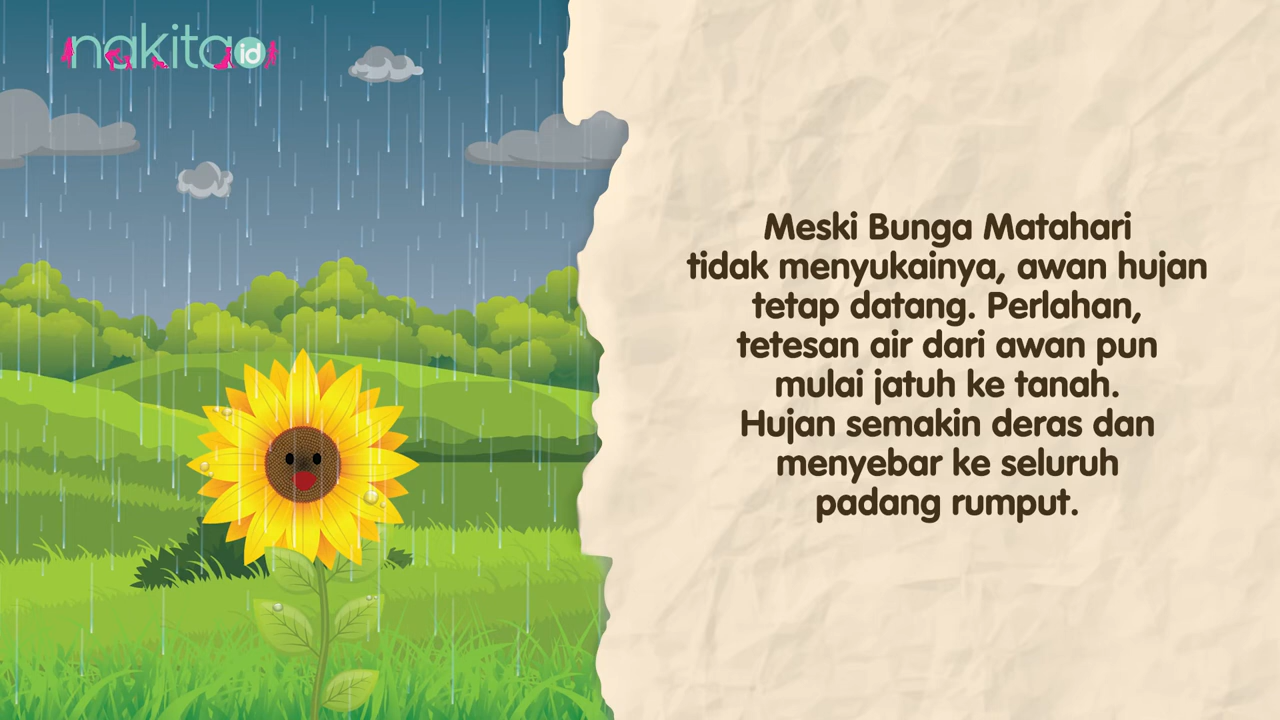 nakita id
Meski Bunga Matahari
tidak menyukainya, awan hujan
tetap datang. Perlahan,
tetesan air dari awan pun
mulai jatuh ke tanah.
Hujan semakin deras dan
menyebar ke seluruh
padang rumput.